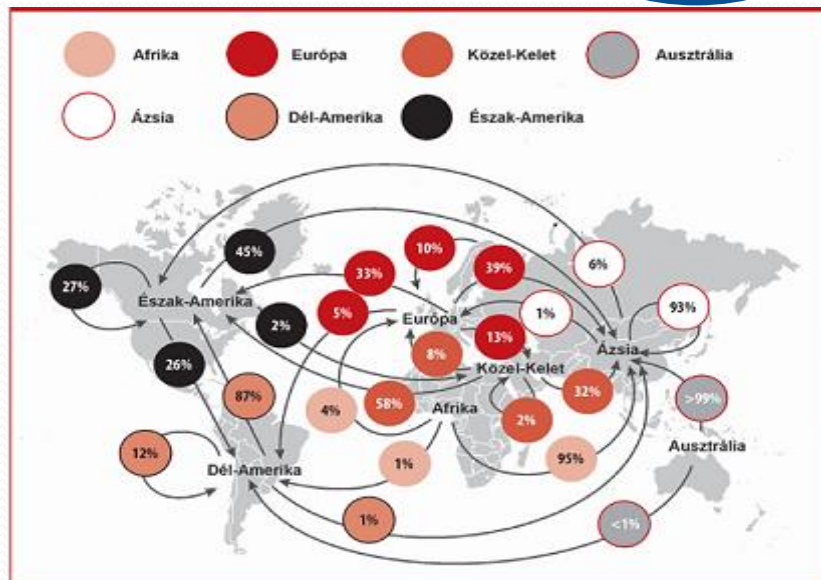 Afrika
Európa
Közel-Kelet
Ausztrália
Ázsia
Dél-Amerika
Észak-Amerika
45%
10%
6%
33%
39%
27%
Észak-Amerika
5%
Európa
1%
93%
2%
13%
Ázsia
8%
Közel-Kelet
26%
87%
4%
58%
Afrika
2%
32%
>99%
12%
Dél-Amerika
1%
95%
Ausztrália
1%
<1%